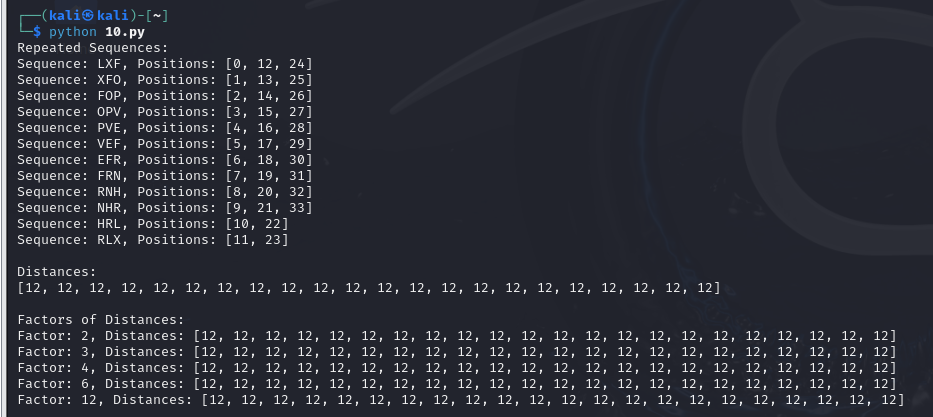 ┌──(kali㉿kali)-[~]
└─$ python 10.py
Repeated Sequences:
Sequence: LXF, Positions: [0, 12, 24]
Sequence: XFO, Positions: [1, 13, 25]
Sequence: FOP, Positions: [2, 14, 26]
Sequence: OPV, Positions: [3, 15, 27]
Sequence: PVE, Positions: [4, 16, 28]
Sequence: VEF, Positions: [5, 17, 29]
Sequence: EFR, Positions: [6, 18, 30]
Sequence: FRN, Positions: [7, 19, 31]
Sequence: RNH, Positions: [8, 20, 32]
Sequence: NHR, Positions: [9, 21, 33]
Sequence: HRL, Positions: [10, 22]
Sequence: RLX, Positions: [11, 23]
Distances:
[12, 12, 12, 12, 12, 12, 12, 12, 12, 12, 12, 12, 12, 12, 12, 12, 12, 12, 12, 12, 12, 12]
Factors of Distances:
Factor: 2, Distances: [12, 12, 12, 12, 12, 12, 12, 12, 12, 12, 12, 12, 12, 12, 12, 12, 12, 12, 12, 12, 12, 12]
Factor: 3, Distances: [12, 12, 12, 12, 12, 12, 12, 12, 12, 12, 12, 12, 12, 12, 12, 12, 12, 12, 12, 12, 12, 12]
Factor: 4, Distances: [12, 12, 12, 12, 12, 12, 12, 12, 12, 12, 12, 12, 12, 12, 12, 12, 12, 12, 12, 12, 12, 12]
Factor: 6, Distances: [12, 12, 12, 12, 12, 12, 12, 12, 12, 12, 12, 12, 12, 12, 12, 12, 12, 12, 12, 12, 12, 12]
Factor: 12, Distances: [12, 12, 12, 12, 12, 12, 12, 12, 12, 12, 12, 12, 12, 12, 12, 12, 12, 12, 12, 12, 12, 12]